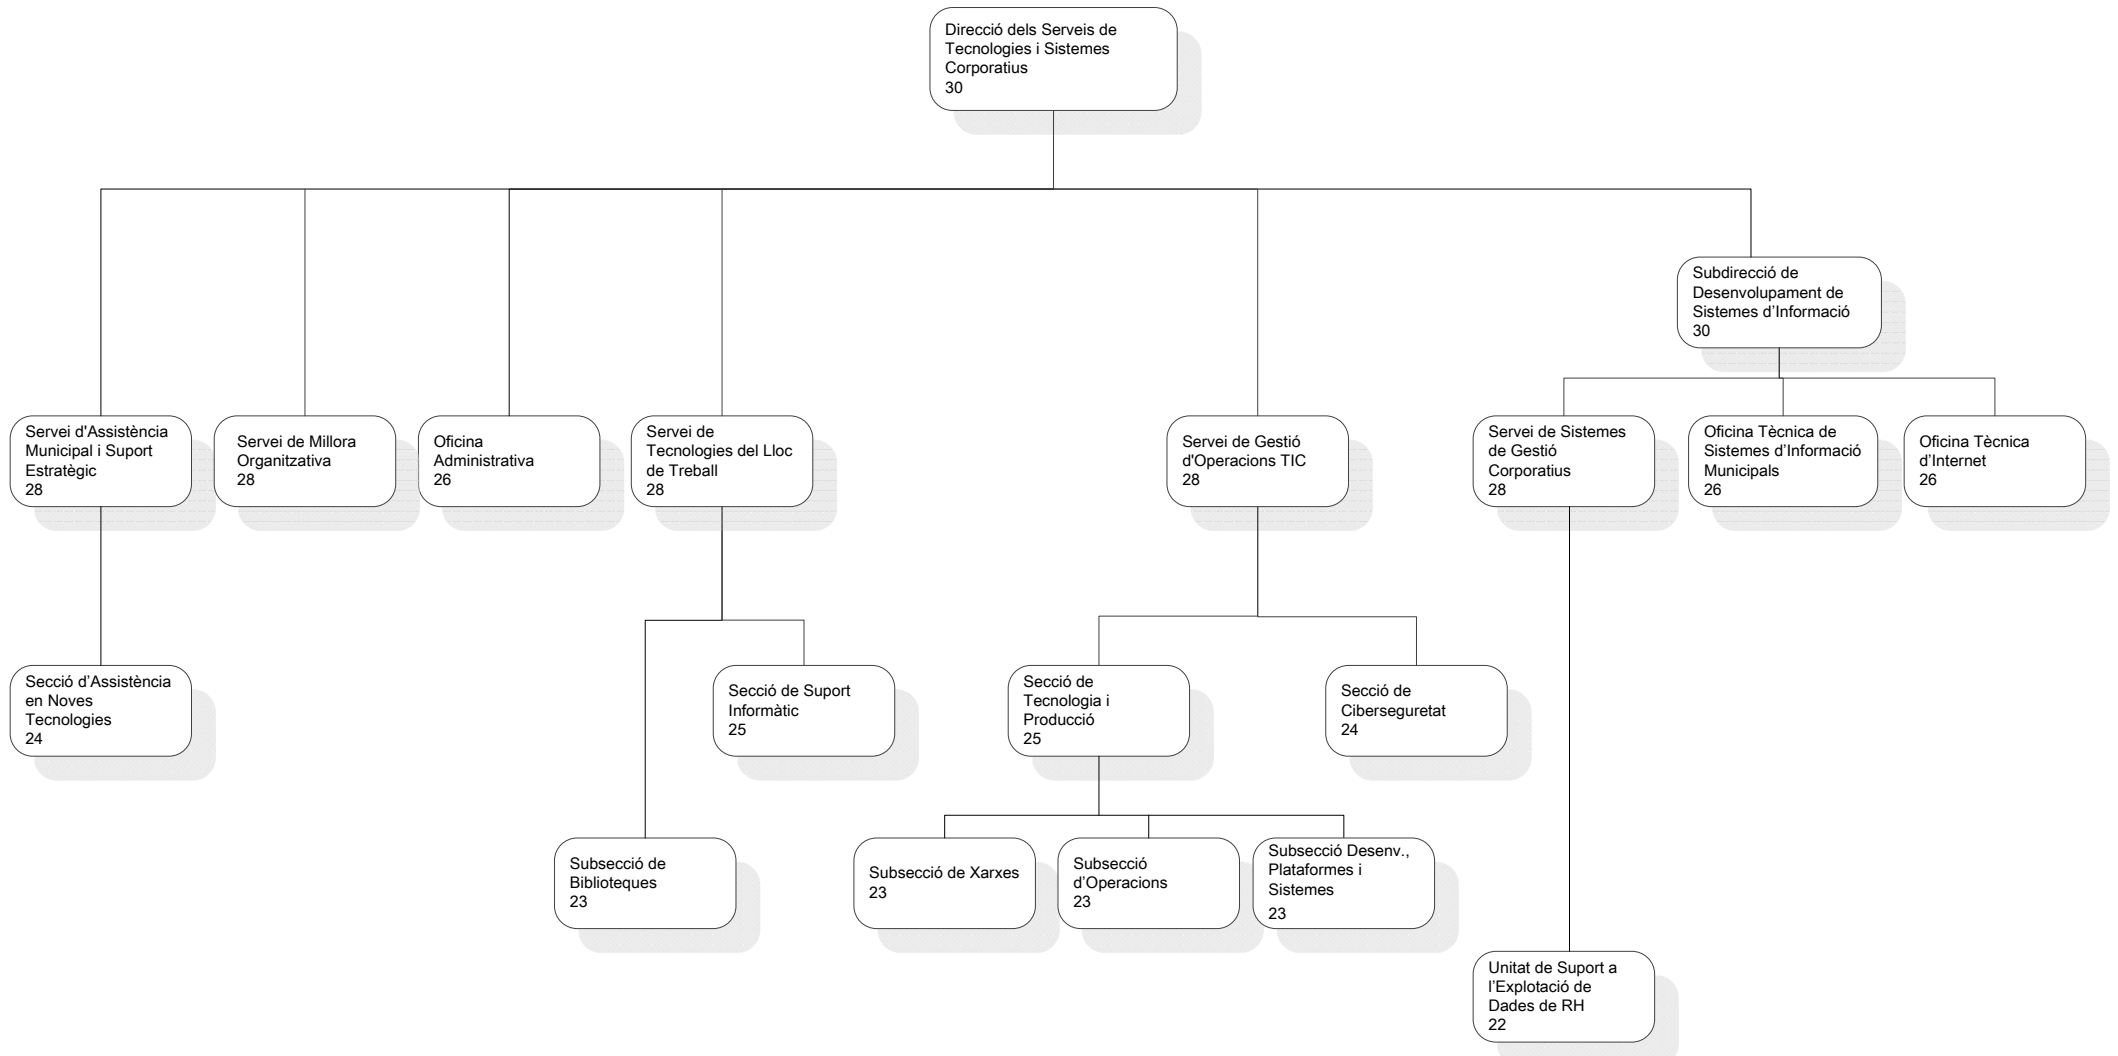 Direcció dels Serveis de
Tecnologies i Sistemes
Corporatius
30
Subdirecció de
Desenvolupament de
Sistemes d’Informació
30
Servei d'Assistència
Municipal i Suport
Estratègic
28
Servei de Millora
Organitzativa
28
Oficina
Administrativa
26
Servei de
Tecnologies del Lloc
de Treball
28
Servei de Gestió
d'Operacions TIC
28
Servei de Sistemes
de Gestió
Corporatius
28
Oficina Tècnica de
Sistemes d’Informació
Municipals
26
Oficina Tècnica
d’Internet
26
Secció d’Assistència
en Noves
Tecnologies
24
Secció de Suport
Informàtic
25
Secció de
Tecnologia i
Producció
25
Secció de
Ciberseguretat
24
Subsecció de
Biblioteques
23
Subsecció de Xarxes
23
Subsecció
d’Operacions
23
Subsecció Desenv.,
Plataformes i
Sistemes
23
Unitat de Suport a
l’Explotació de
Dades de RH
22